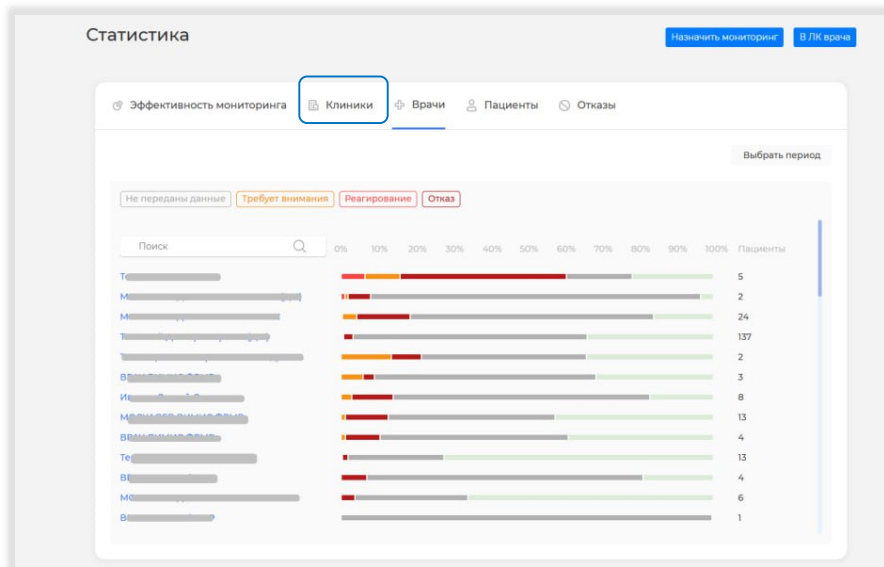 Статистика
Назначить мониторинг
В ЛК врача
Эффективность мониторинга Клиники Врачи Пациенты Отказы
Выбрать период
Не переданы данные Требует внимания Реагирование Отказ
Поиск 0% 10% 20% 30% 40% 50% 60% 70% 80% 90% 100% Пациенты
5
2
24
137
2
3
8
13
4
13
4
6
1